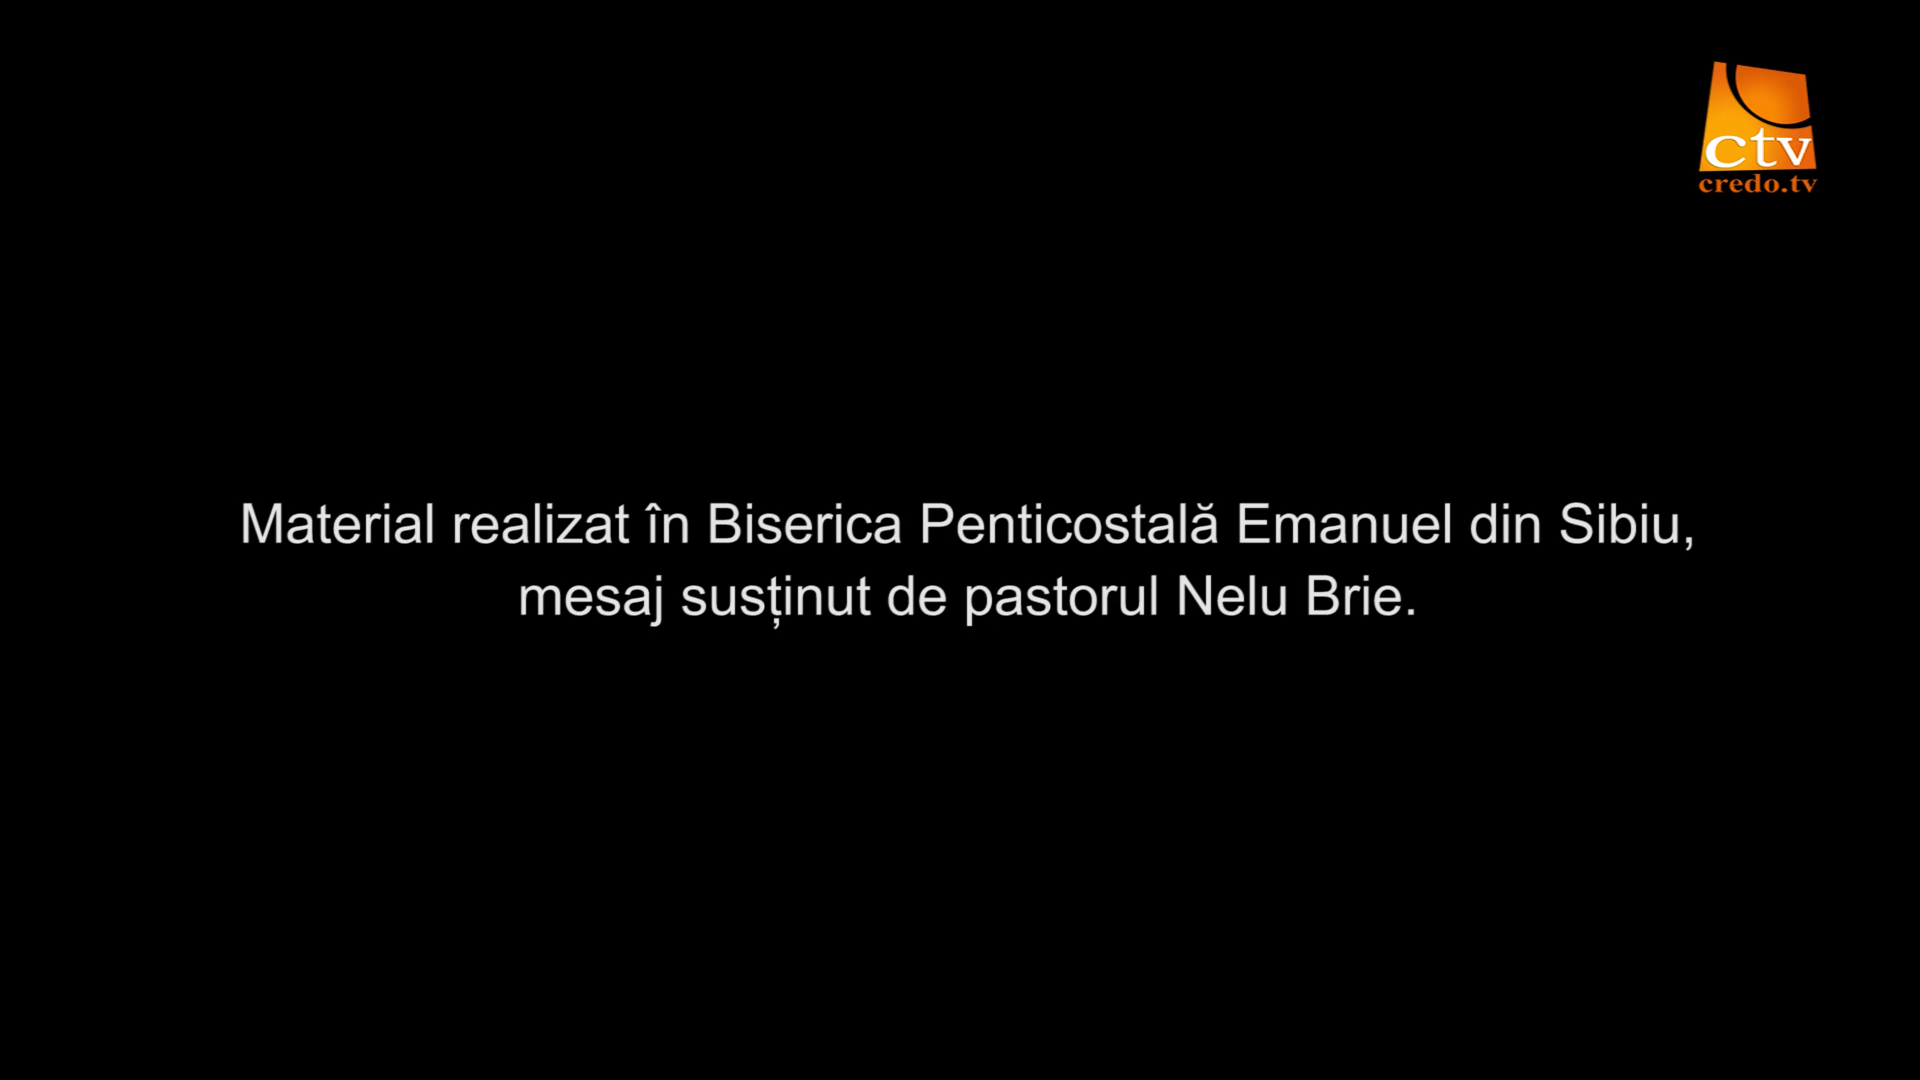 ctv
credo.tv
Material realizat în Biserica Penticostală Emanuel din Sibiu,
mesaj susținut de pastorul Nelu Brie.